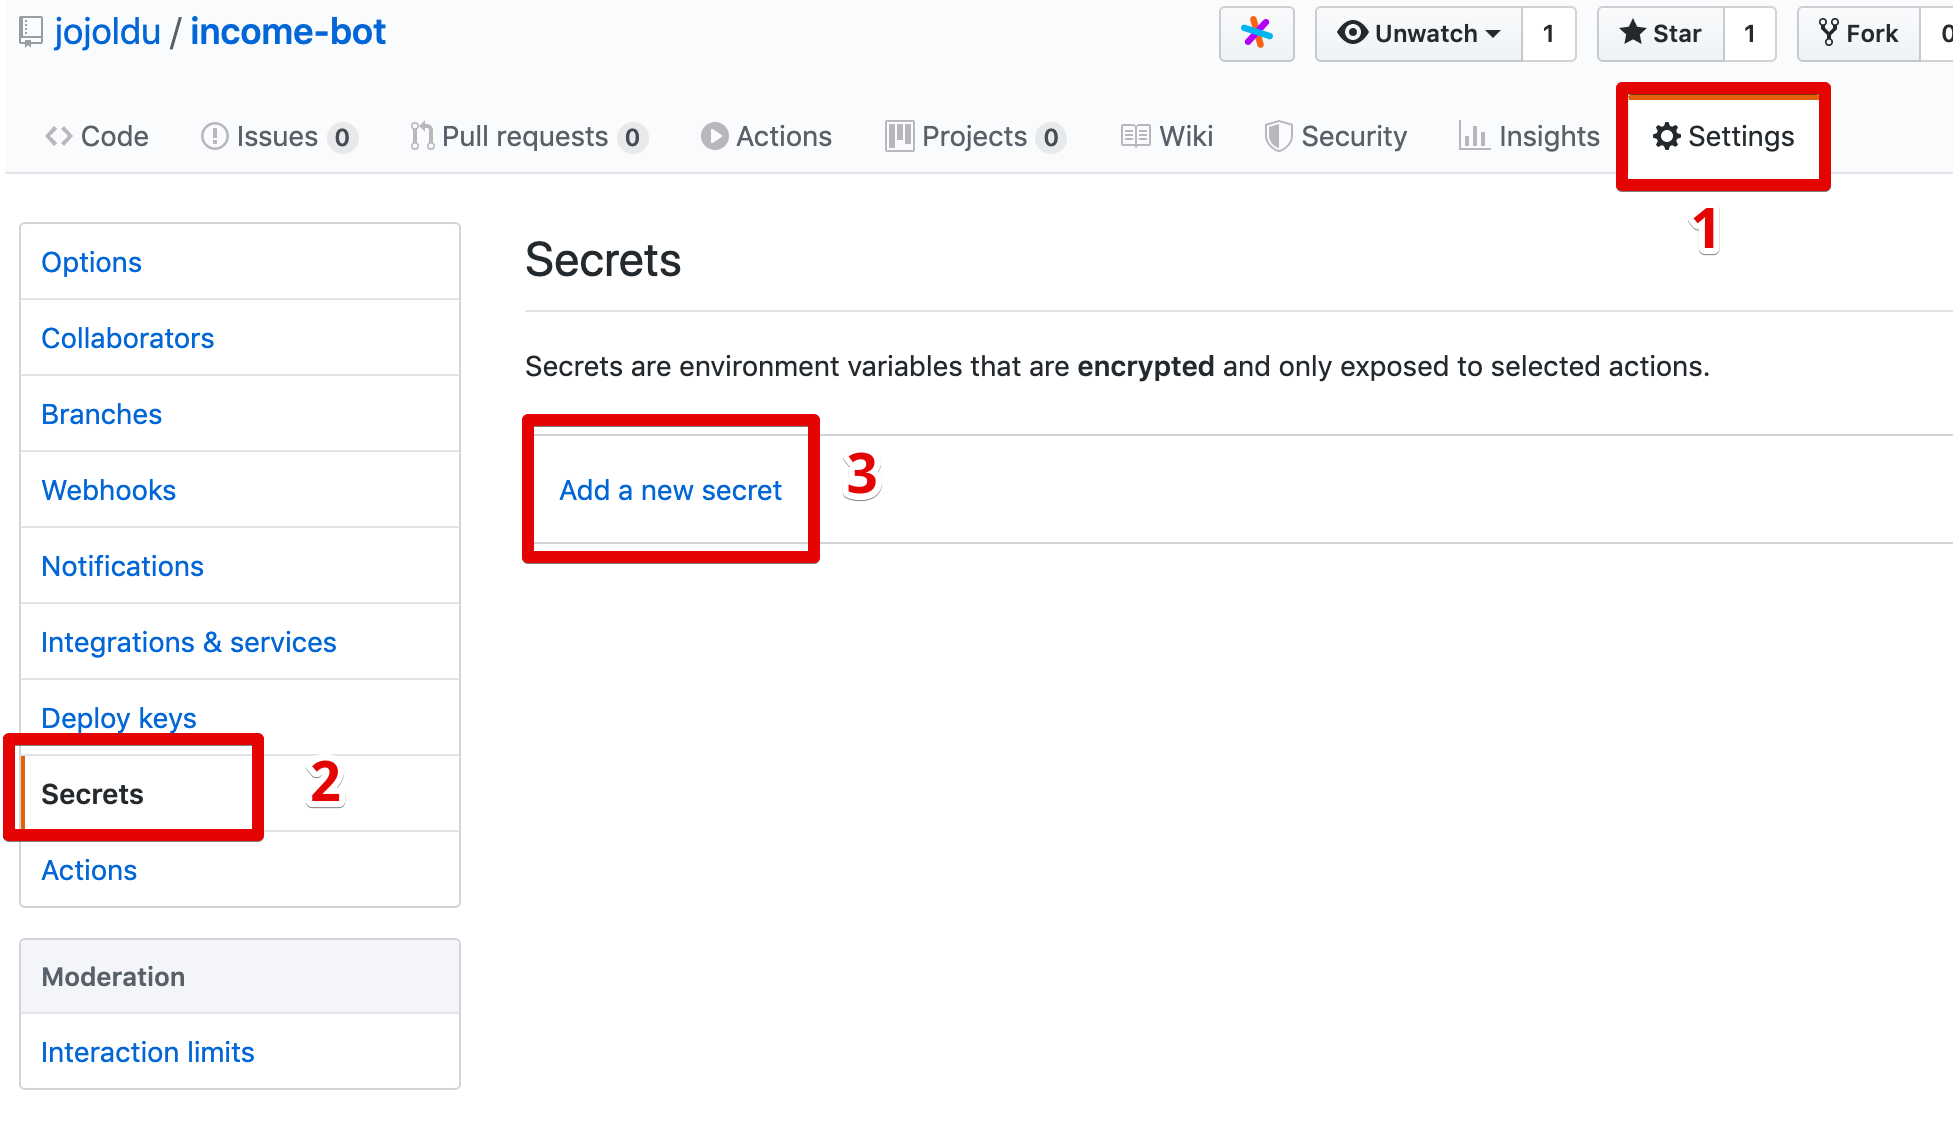 jojoldu / income-bot
Unwatch 1
Star 1
Fork 0
Code
Issues 0
Pull requests 0
Actions
Projects 0
Wiki
Security
Insights
Settings
1
Options
Collaborators
Branches
Webhooks
Notifications
Integrations & services
Deploy keys
Secrets
2
Actions
Moderation
Interaction limits
Secrets
Secrets are environment variables that are encrypted and only exposed to selected actions.
Add a new secret
3